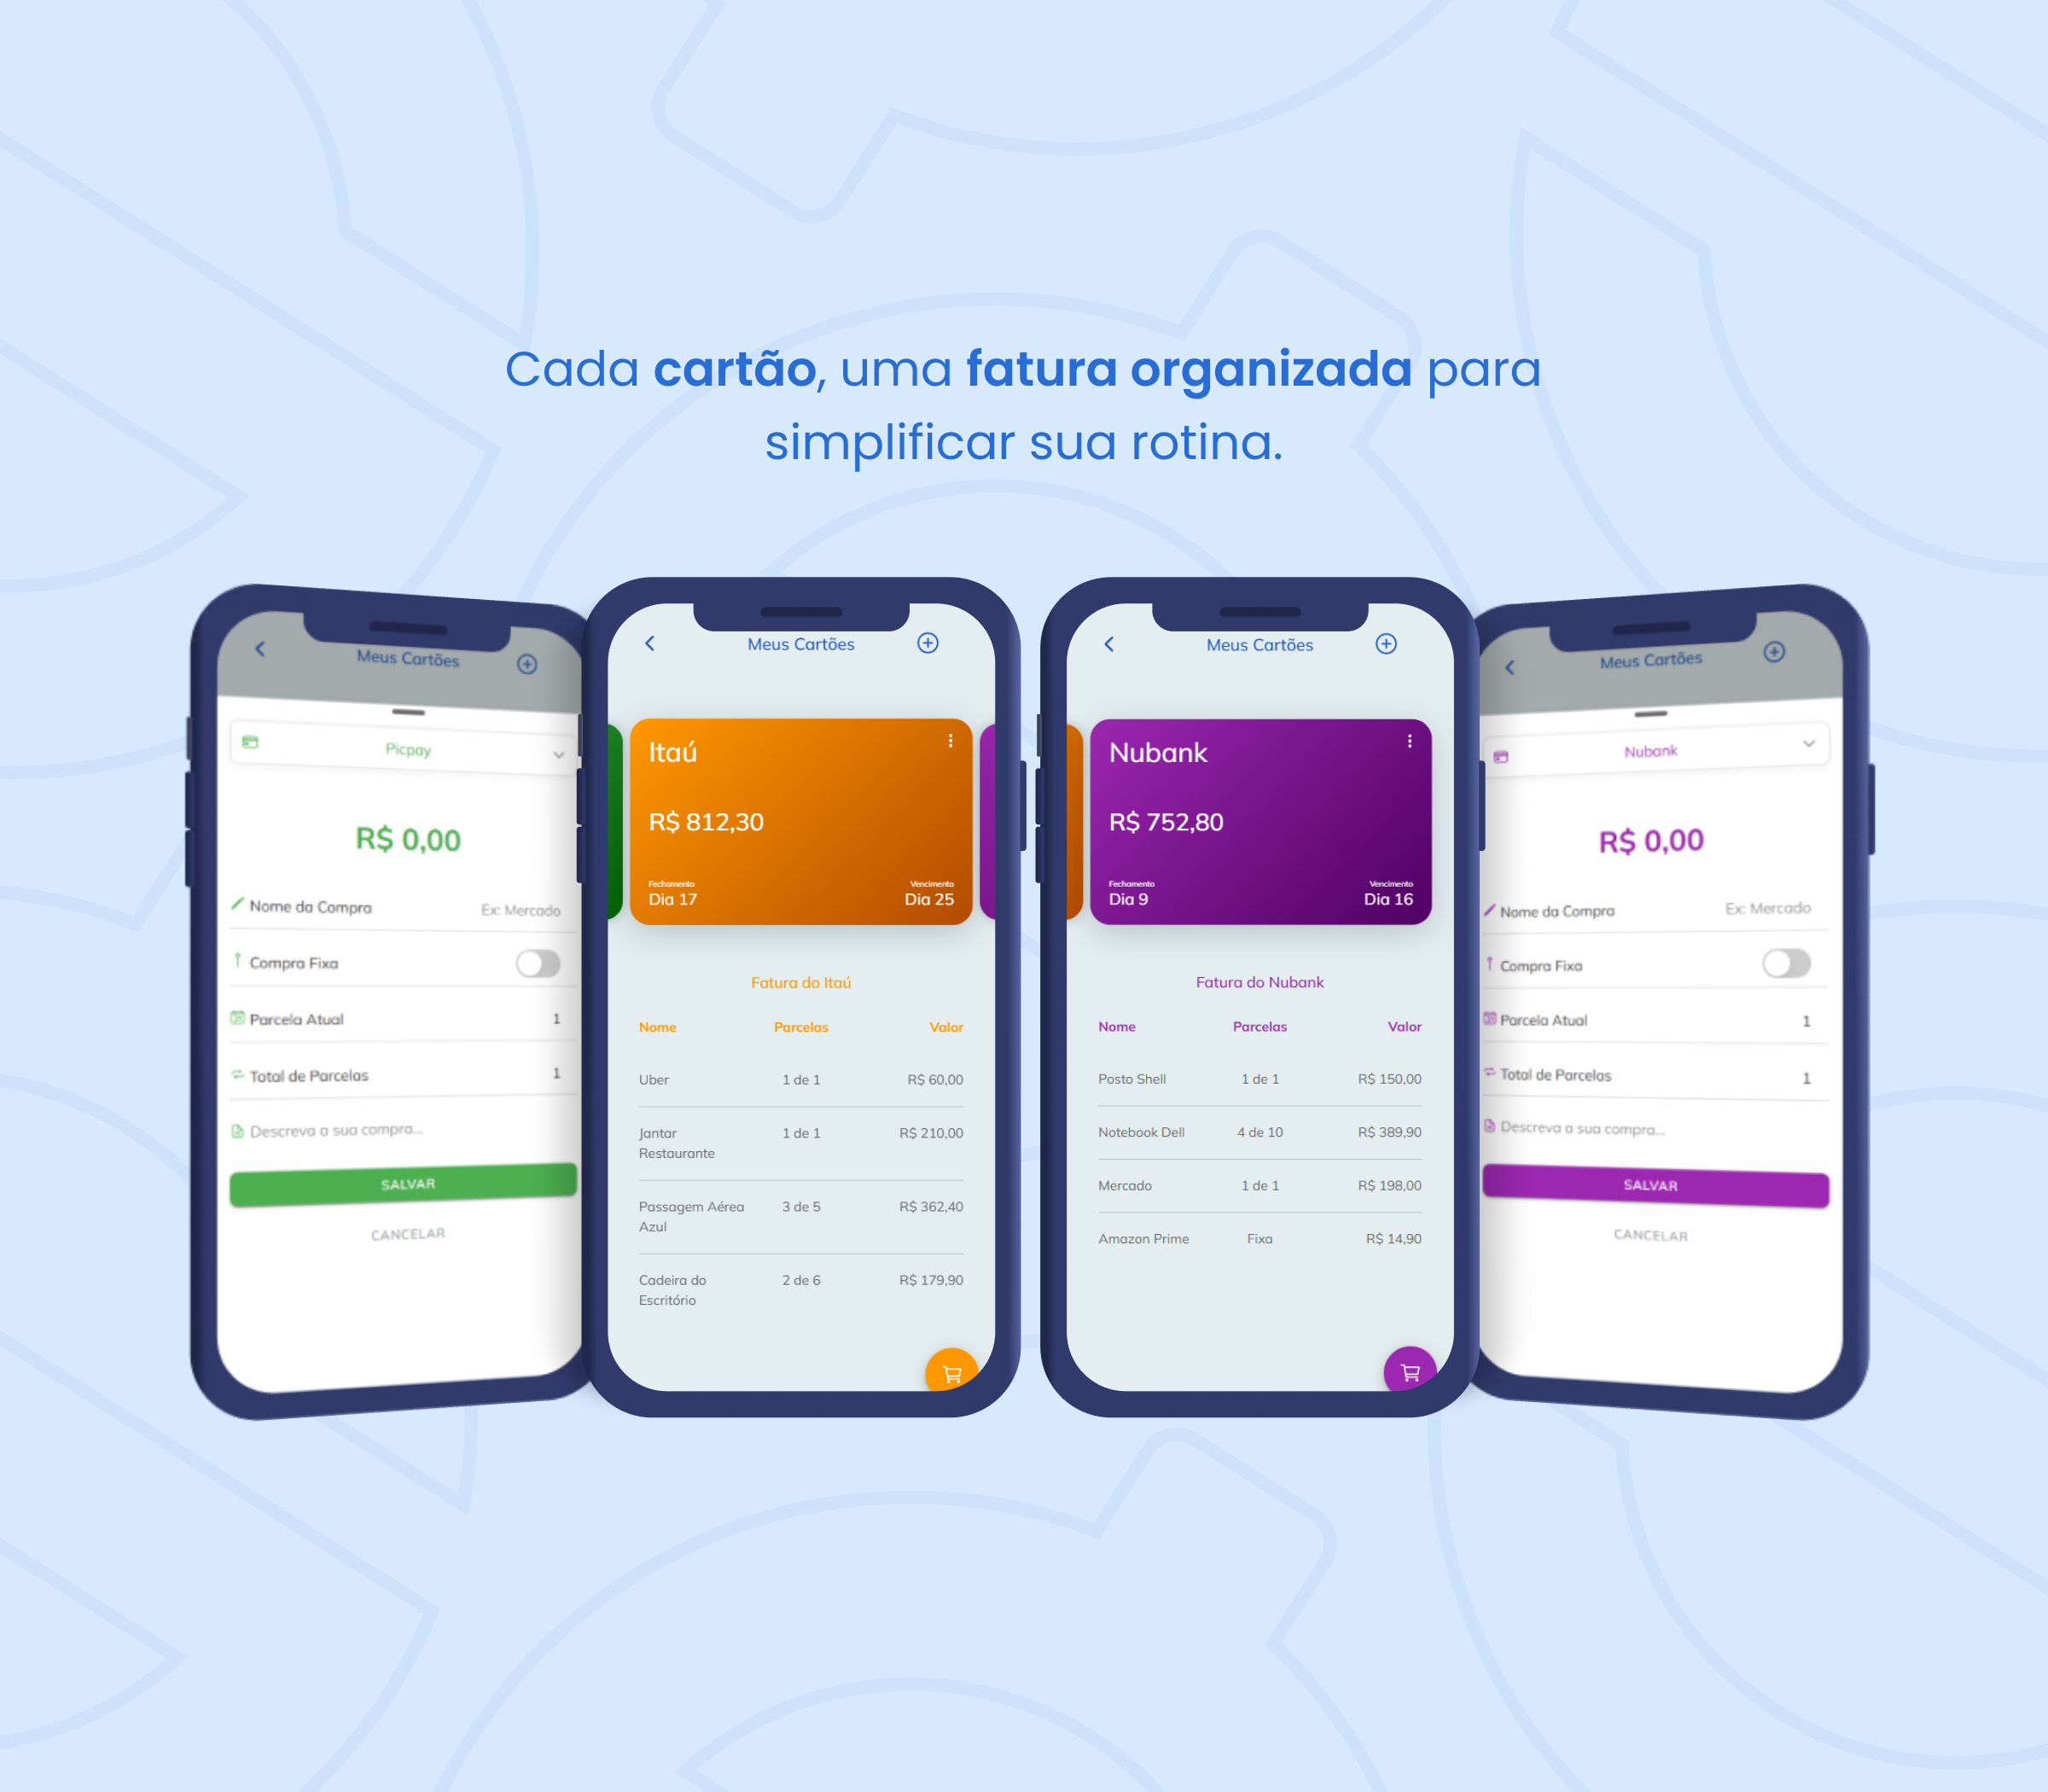 Cada cartão, uma fatura organizada para
simplificar sua rotina.
Meus Cartões
Picpay
R$ 0,00
Nome da Compra Ex: Mercado
Compra Fixa
Parcela Atual 1
Total de Parcelas 1
Descreva a sua compra...
SALVAR
CANCELAR
Meus Cartões
Itaú
R$ 812,30
Fechamento Vencimento
Dia 17 Dia 25
Fatura do Itaú
Nome Parcelas Valor
Uber 1 de 1 R$ 60,00
Jantar 1 de 1 R$ 210,00
Restaurante
Passagem Aérea 3 de 5 R$ 362,40
Azul
Cadeira do 2 de 6 R$ 179,90
Escritório
Meus Cartões
Nubank
R$ 752,80
Fechamento Vencimento
Dia 9 Dia 16
Fatura do Nubank
Nome Parcelas Valor
Posto Shell 1 de 1 R$ 150,00
Notebook Dell 4 de 10 R$ 389,90
Mercado 1 de 1 R$ 198,00
Amazon Prime Fixa R$ 14,90
Meus Cartões
Nubank
R$ 0,00
Nome da Compra Ex: Mercado
Compra Fixa
Parcela Atual 1
Total de Parcelas 1
Descreva a sua compra...
SALVAR
CANCELAR